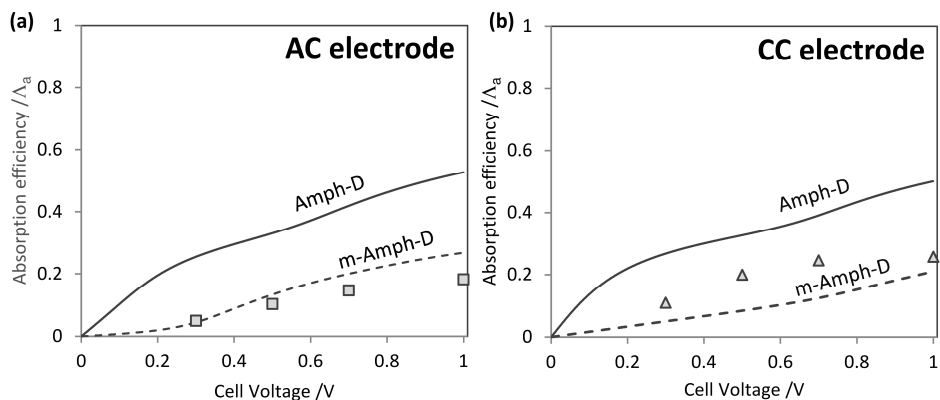 (a)
AC electrode
Absorption efficiency /Λa
1
0.8
0.6
0.4
0.2
0
Amph-D
m-Amph-D
0 0.2 0.4 0.6 0.8 1
Cell Voltage /V
(b)
CC electrode
Absorption efficiency /Λa
1
0.8
0.6
0.4
0.2
0
Amph-D
m-Amph-D
0 0.2 0.4 0.6 0.8 1
Cell Voltage /V